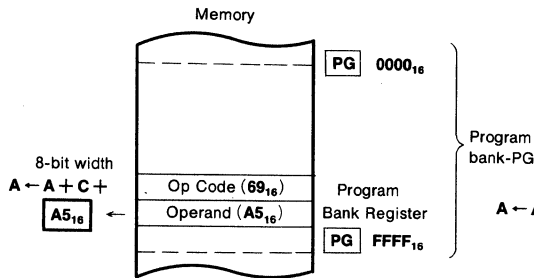 Memory
PG 0000₁₆
8-bit width
A ← A + C +
A5₁₆ ←
Op Code (69₁₆)
Operand (A5₁₆)
Program
Bank Register
PG FFFF₁₆
Program
bank-PG
A ← A